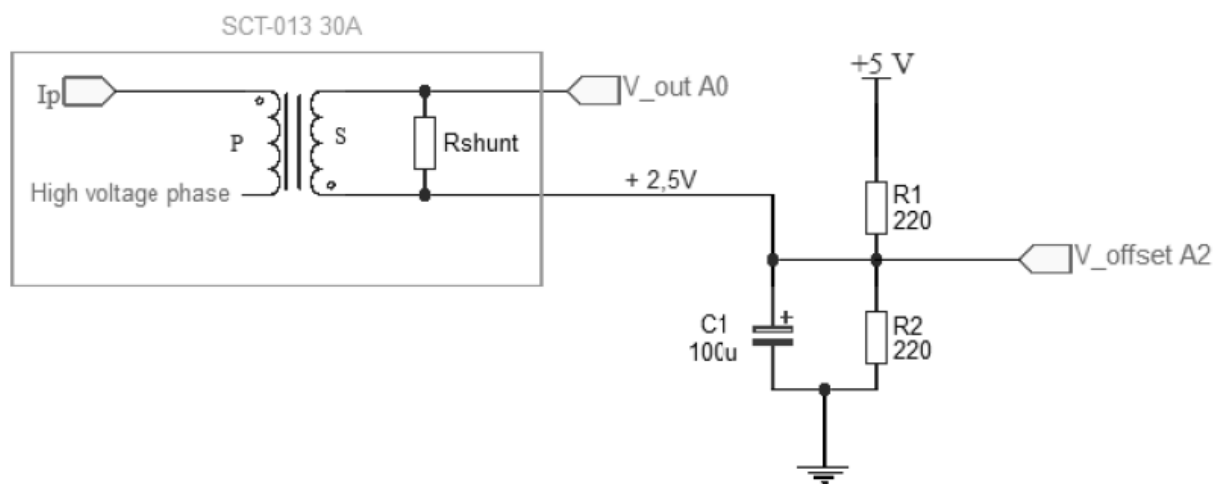 SCT-013 30A
+5 V
Ip
V_out A0
P
S
Rshunt
High voltage phase
+ 2,5V
R1
220
V_offset A2
C1
100u
+
R2
220